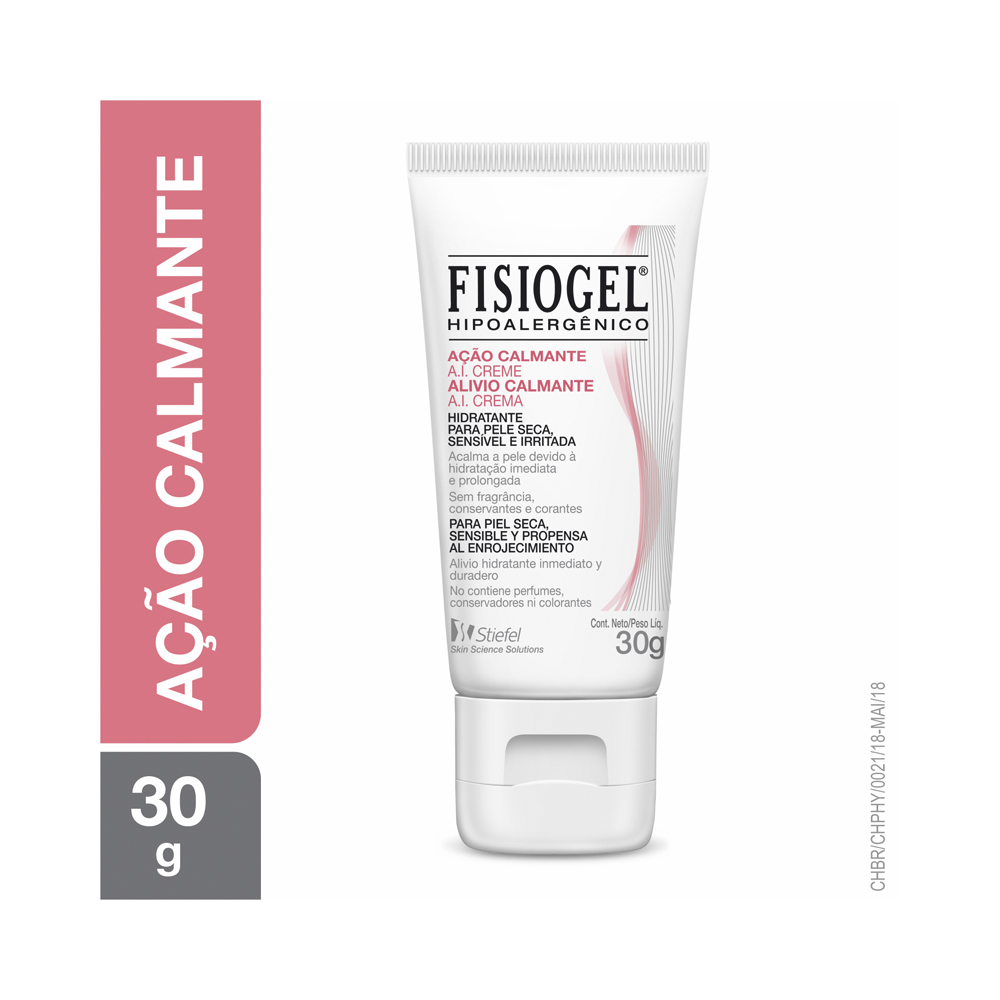 AÇÃO CALMANTE
30
g
FISIOGEL®
HIPOALERGÊNICO
AÇÃO CALMANTE
A.I. CREME
ALIVIO CALMANTE
A.I. CREMA
HIDRATANTE
PARA PELE SECA,
SENSÍVEL E IRRITADA
Acalma a pele devido à
hidratação imediata
e prolongada
Sem fragrância,
conservantes e corantes
PARA PIEL SECA,
SENSIBLE Y PROPENSA
AL ENROJECIMIENTO
Alivio hidratante inmediato y
duradero
No contiene perfumes,
conservadores ni colorantes
Stiefel
Skin Science Solutions
Cont. Neto/Peso Líq.
30g
CHBR/CHPHY/0021/18-MAI/18